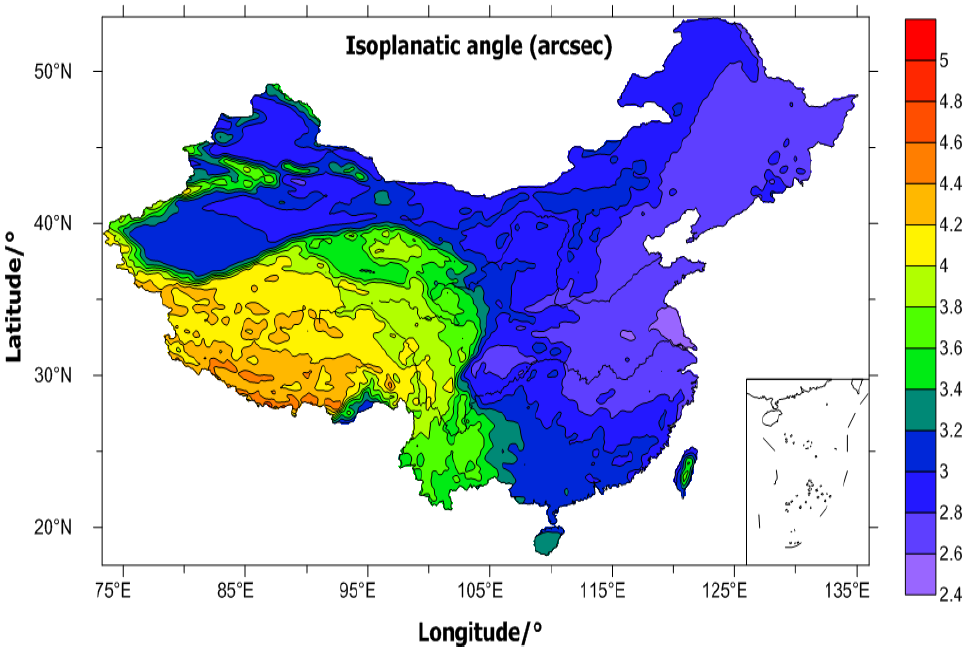 Isoplanatic angle (arcsec)
50°N
40°N
30°N
20°N
Latitude/°
75°E 85°E 95°E 105°E 115°E 125°E 135°E
Longitude/°
5
4.8
4.6
4.4
4.2
4
3.8
3.6
3.4
3.2
3
2.8
2.6
2.4